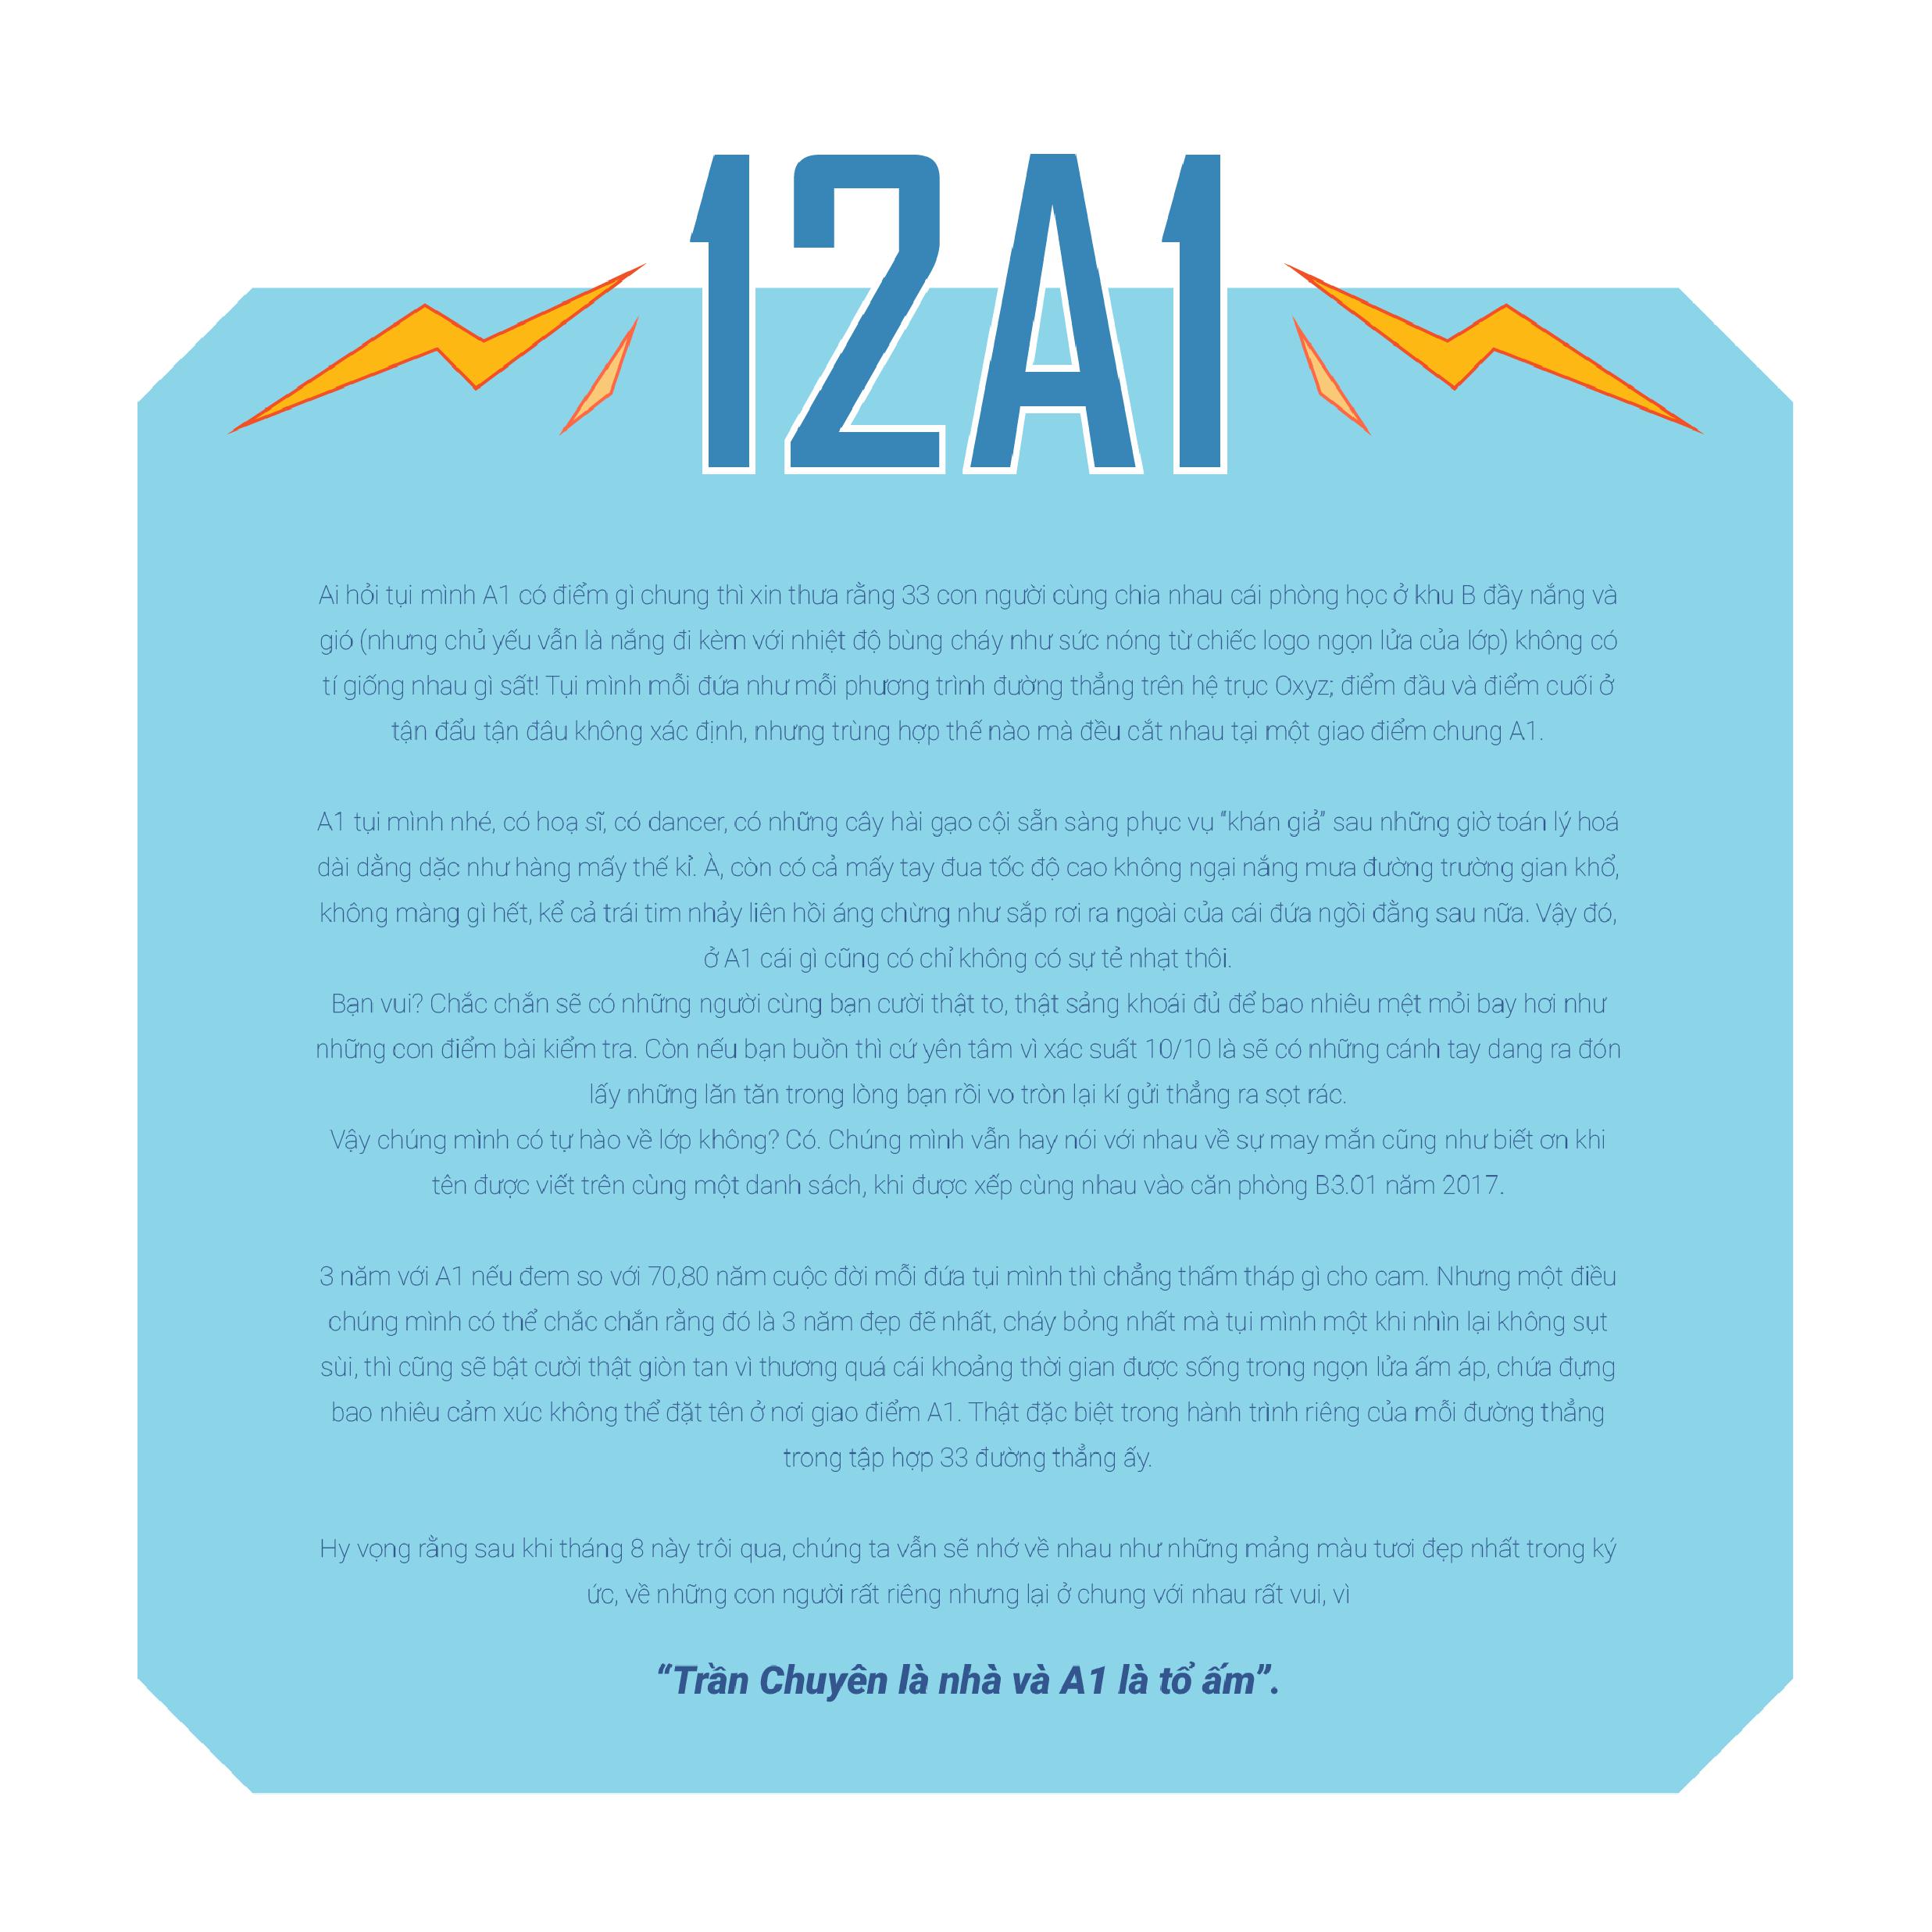 12A1
Ai hỏi tụi mình A1 có điểm gì chung thì xin thưa rằng 33 con người cùng chia nhau cái phòng học ở khu B đầy nắng và
gió (nhưng chủ yếu vẫn là nắng đi kèm với nhiệt độ bùng cháy như sức nóng từ chiếc logo ngọn lửa của lớp) không có
tí giống nhau gì sất! Tụi mình mỗi đứa như mỗi phương trình đường thẳng trên hệ trục Oxyz; điểm đầu và điểm cuối ở
tận đẩu tận đâu không xác định, nhưng trùng hợp thế nào mà đều cắt nhau tại một giao điểm chung A1.
A1 tụi mình nhé, có hoạ sĩ, có dancer, có những cây hài gạo cội sẵn sàng phục vụ “khán giả” sau những giờ toán lý hoá
dài dằng dặc như hàng mấy thế kỉ. À, còn có cả mấy tay đua tốc độ cao không ngại nắng mưa đường trường gian khổ,
không màng gì hết, kể cả trái tim nhảy liên hồi áng chừng như sắp rơi ra ngoài của cái đứa ngồi đằng sau nữa. Vậy đó,
ở A1 cái gì cũng có chỉ không có sự tẻ nhạt thôi.
Bạn vui? Chắc chắn sẽ có những người cùng bạn cười thật to, thật sảng khoái đủ để bao nhiêu mệt mỏi bay hơi như
những con điểm bài kiểm tra. Còn nếu bạn buồn thì cứ yên tâm vì xác suất 10/10 là sẽ có những cánh tay dang ra đón
lấy những lăn tăn trong lòng bạn rồi vo tròn lại kí gửi thẳng ra sọt rác.
Vậy chúng mình có tự hào về lớp không? Có. Chúng mình vẫn hay nói với nhau về sự may mắn cũng như biết ơn khi
tên được viết trên cùng một danh sách, khi được xếp cùng nhau vào căn phòng B3.01 năm 2017.
3 năm với A1 nếu đem so với 70,80 năm cuộc đời mỗi đứa tụi mình thì chẳng thấm tháp gì cho cam. Nhưng một điều
chúng mình có thể chắc chắn rằng đó là 3 năm đẹp đẽ nhất, cháy bỏng nhất mà tụi mình một khi nhìn lại không sụt
sùi, thì cũng sẽ bật cười thật giòn tan vì thương quá cái khoảng thời gian được sống trong ngọn lửa ấm áp, chứa đựng
bao nhiêu cảm xúc không thể đặt tên ở nơi giao điểm A1. Thật đặc biệt trong hành trình riêng của mỗi đường thẳng
trong tập hợp 33 đường thẳng ấy.
Hy vọng rằng sau khi tháng 8 này trôi qua, chúng ta vẫn sẽ nhớ về nhau như những mảng màu tươi đẹp nhất trong ký
ức, về những con người rất riêng nhưng lại ở chung với nhau rất vui, vì
“Trần Chuyên là nhà và A1 là tổ ấm”.